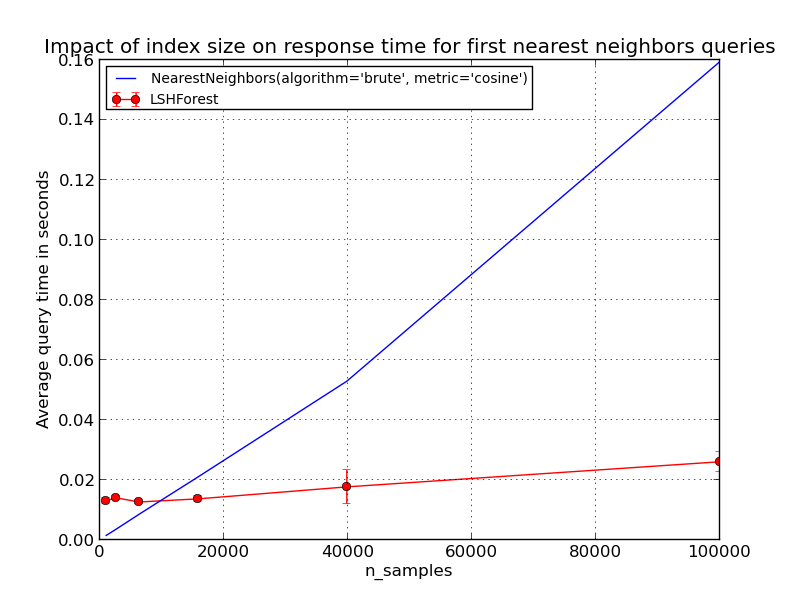 Impact of index size on response time for first nearest neighbors queries
0.16
NearestNeighbors(algorithm='brute', metric='cosine')
LSHForest
0.14
0.12
0.10
0.08
0.06
0.04
0.02
0.00
Average query time in seconds
0 20000 40000 60000 80000 100000
n_samples